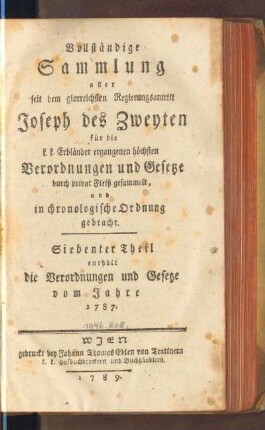 Vollständige
Sammlung
aller
seit dem glorreichsten Regierungsantritt
Joseph des Zweyten
für die
k. k. Erbländer ergangenen höchsten
Verordnungen und Gesetze
durch privat Fleiß gesammelt,
und
in chronologische Ordnung
gebracht.
Siebenter Theil
enthält
die Verordnungen und Gesetze
vom Jahre
1787.
1046.808.
WIEN
gedruckt bey Johann Thomas Edlen von Trattnern
k. k. Hofbuchdruckern und Buchhändlern.
1789.